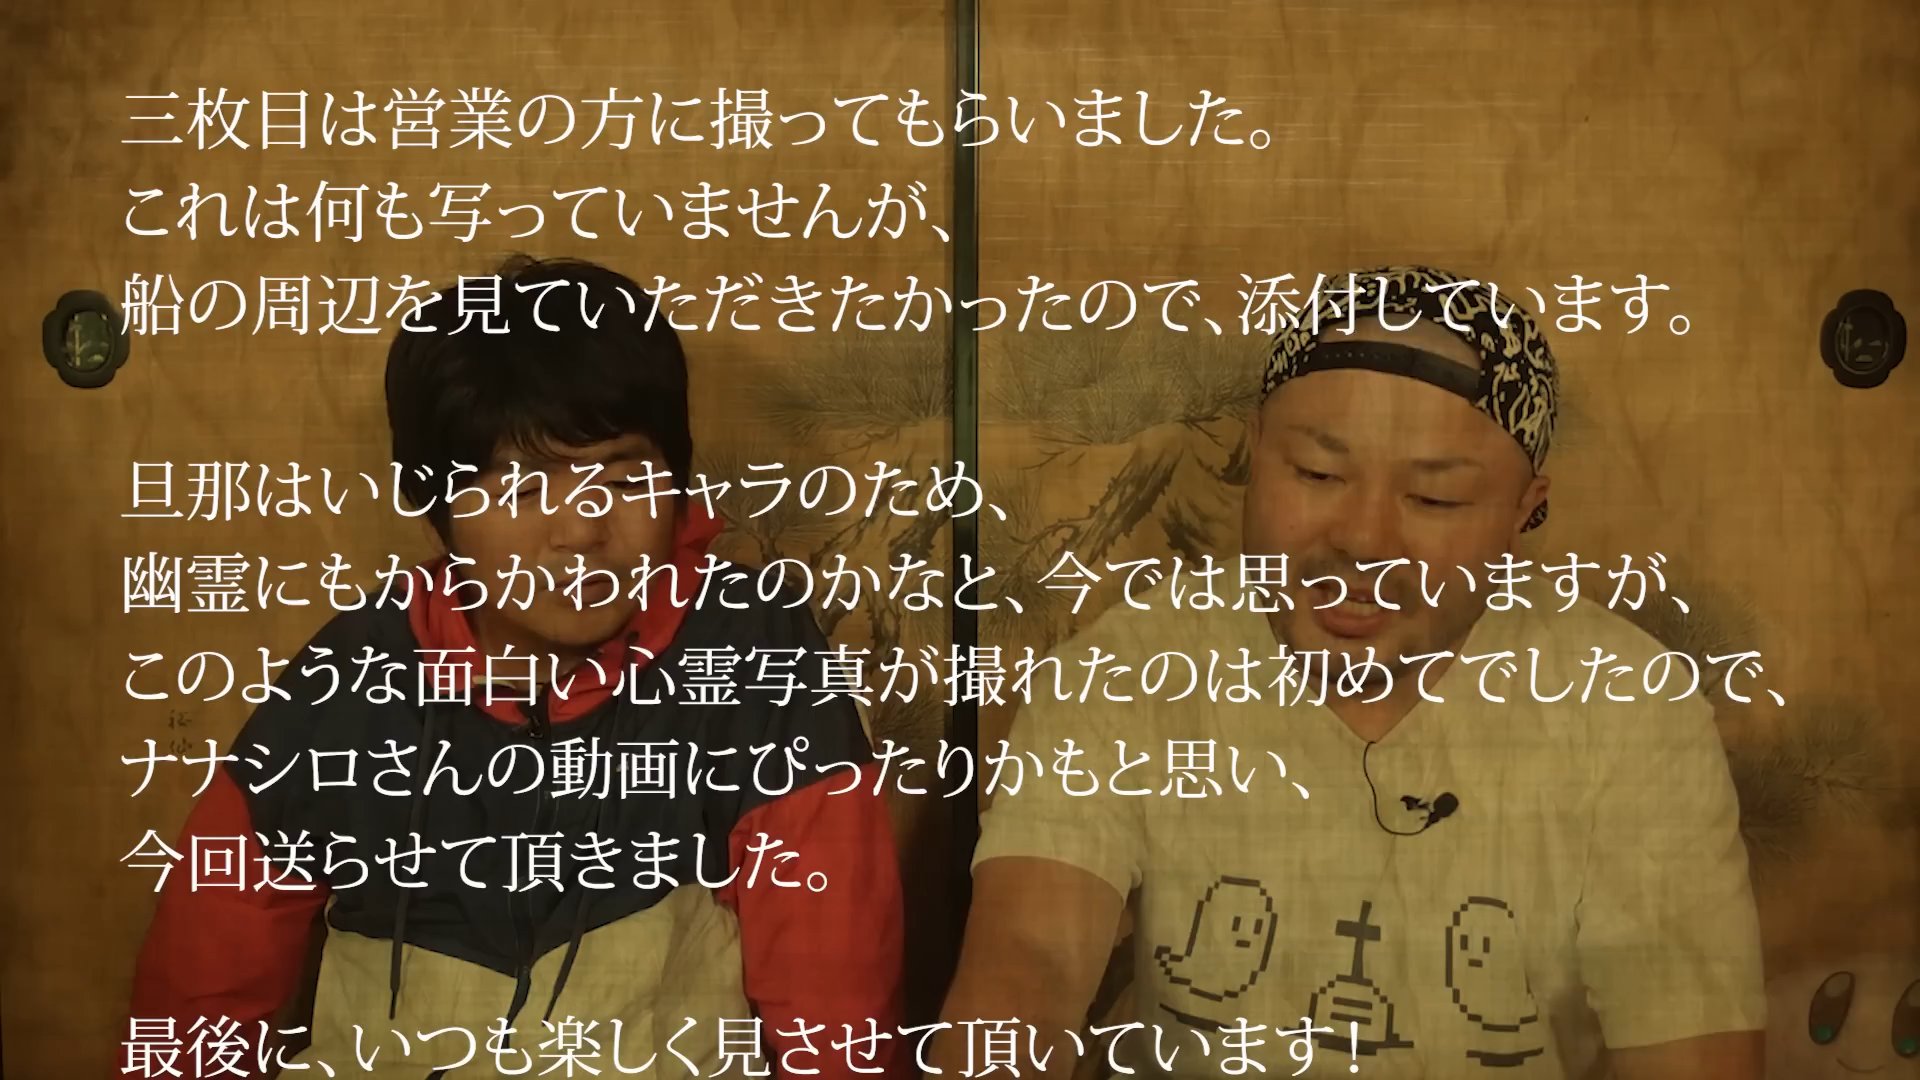 三枚目は営業の方に撮ってもらいました。
これは何も写っていませんが、
船の周辺を見ていただきたかったので、添付しています。
旦那はいじられるキャラのため、
幽霊にもからかわれたのかなと、今では思っていますが、
このような面白い心霊写真が撮れたのは初めてでしたので、
ナナシロさんの動画にぴったりかもと思い、
今回送らせて頂きました。
最後に、いつも楽しく見させて頂いています！